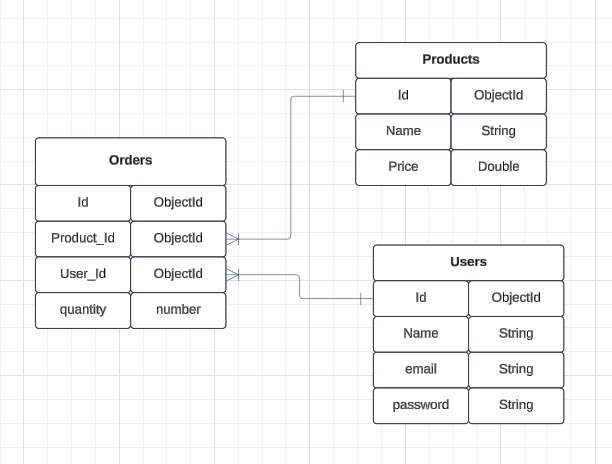 Products
Id ObjectId
Name String
Price Double
Orders
Id ObjectId
Product_Id ObjectId
User_Id ObjectId
quantity number
Users
Id ObjectId
Name String
email String
password String